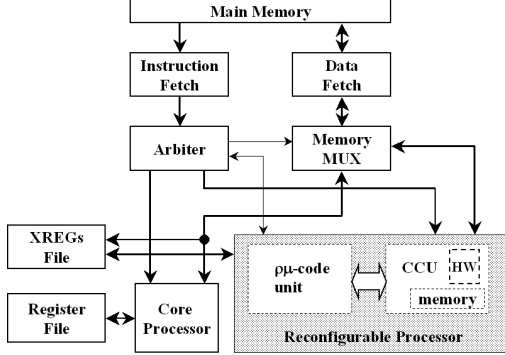 Main Memory
Instruction
Fetch
Data
Fetch
Arbiter
Memory
MUX
XREGs
File
ρμ-code
unit
CCU
HW
memory
Register
File
Core
Processor
Reconfigurable Processor